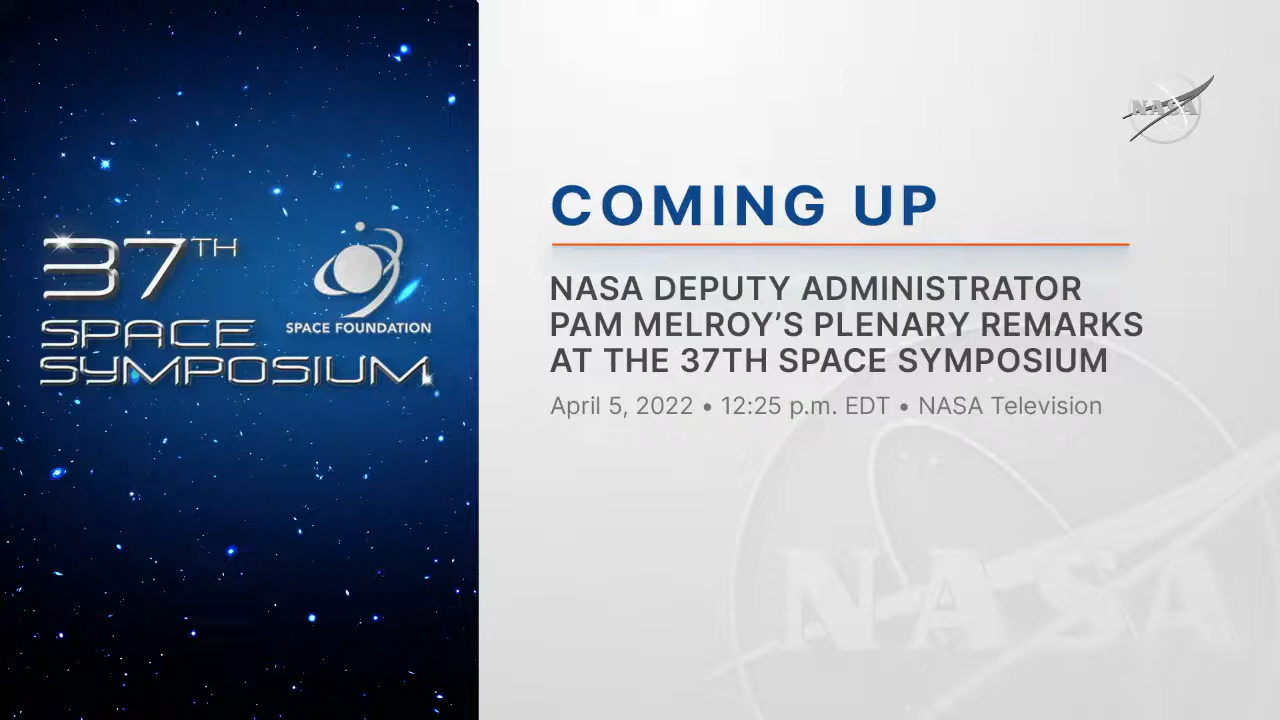 37TH
SPACE
SYMPOSIUM
SPACE FOUNDATION
NASA
COMING UP
NASA DEPUTY ADMINISTRATOR
PAM MELROY’S PLENARY REMARKS
AT THE 37TH SPACE SYMPOSIUM
April 5, 2022 • 12:25 p.m. EDT • NASA Television
NASA